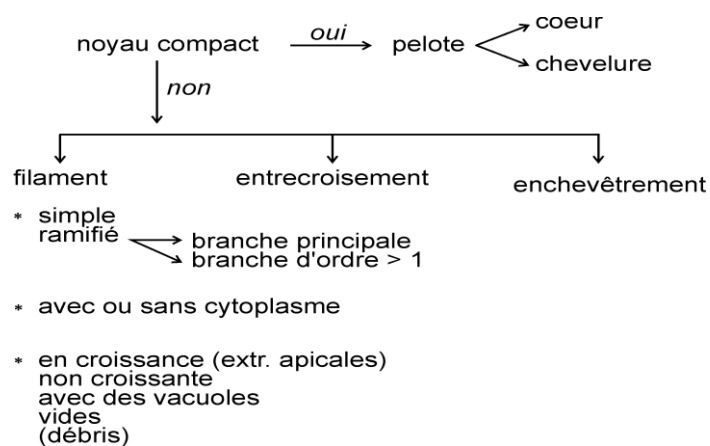 noyau compact oui pelote coeur
chevelure
non
filament entrecroisement enchevêtrement
* simple
ramifié branche principale
branche d'ordre > 1
* avec ou sans cytoplasme
* en croissance (extr. apicales)
non croissante
avec des vacuoles
vides
(débris)